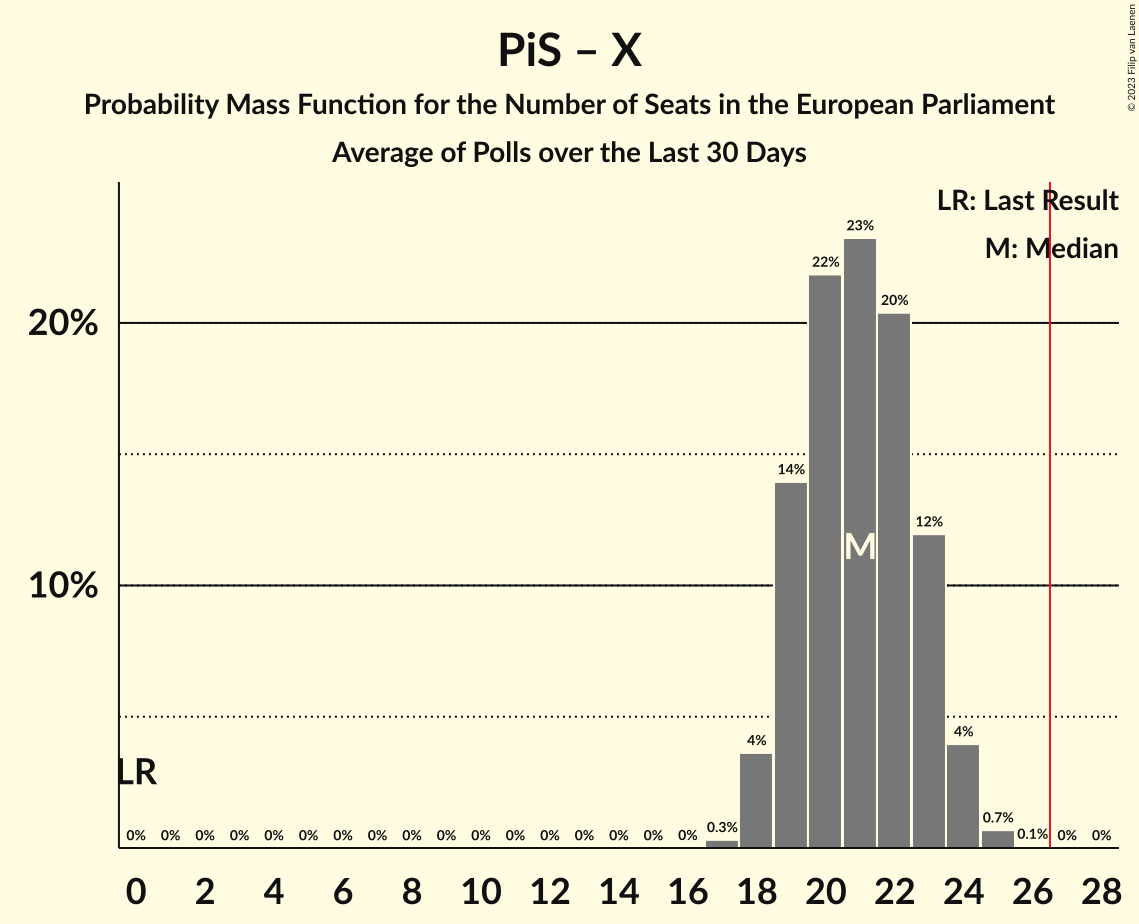 PiS – X
Probability Mass Function for the Number of Seats in the European Parliament
Average of Polls over the Last 30 Days
© 2023 Filip van Laenen
LR: Last Result
M: Median
23%
22%
20%
20%
14%
12%
M
10%
4%
4%
LR
0% 0% 0% 0% 0% 0% 0% 0% 0% 0% 0% 0% 0% 0% 0% 0% 0% 0.3% 0.7% 0.1% 0% 0%
0 2 4 6 8 10 12 14 16 18 20 22 24 26 28